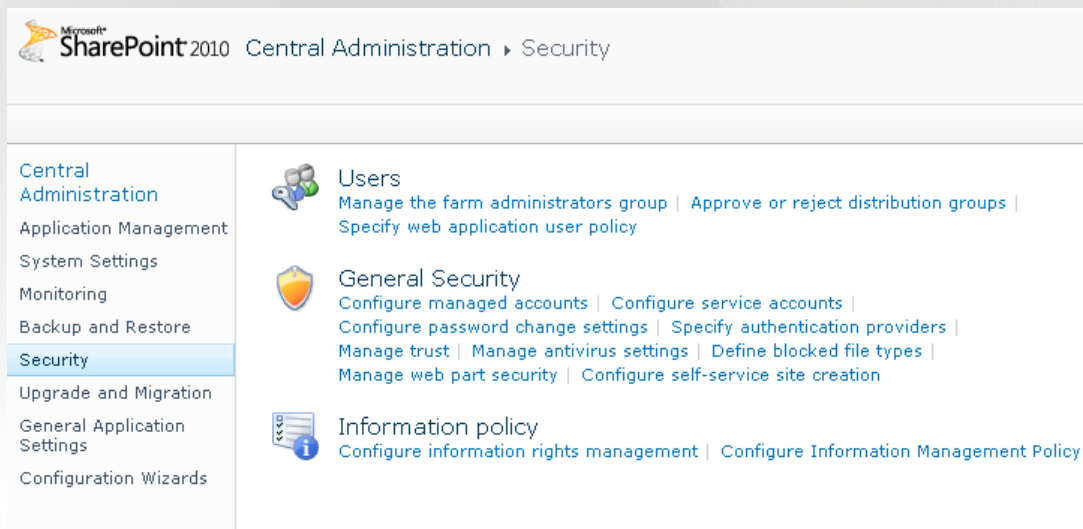 Microsoft
SharePoint 2010 Central Administration ▸ Security
Central
Administration
Application Management
System Settings
Monitoring
Backup and Restore
Security
Upgrade and Migration
General Application
Settings
Configuration Wizards
Users
Manage the farm administrators group | Approve or reject distribution groups |
Specify web application user policy
General Security
Configure managed accounts | Configure service accounts |
Configure password change settings | Specify authentication providers |
Manage trust | Manage antivirus settings | Define blocked file types |
Manage web part security | Configure self-service site creation
Information policy
Configure information rights management | Configure Information Management Policy